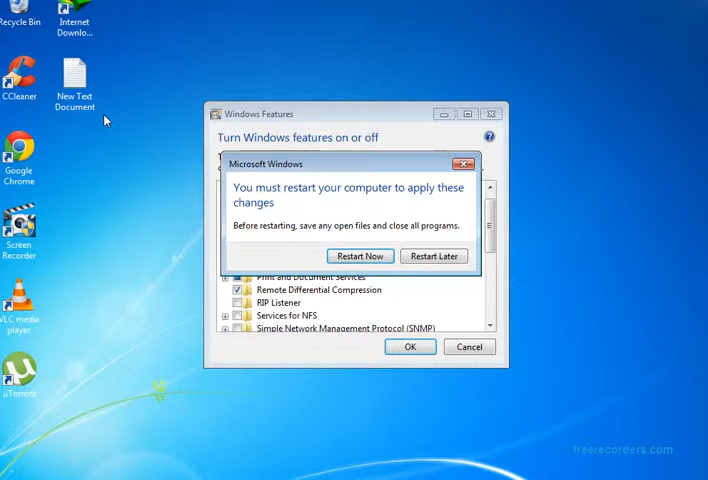 Recycle Bin
Internet
Downlo...
CCleaner
New Text
Document
Google
Chrome
Screen
Recorder
VLC media
player
µTorrent
Windows Features
Turn Windows features on or off
Microsoft Windows
You must restart your computer to apply these
changes
Before restarting, save any open files and close all programs.
Restart Now
Restart Later
Print and Document Services
Remote Differential Compression
RIP Listener
Services for NFS
Simple Network Management Protocol (SNMP)
OK
Cancel
freerecorders.com